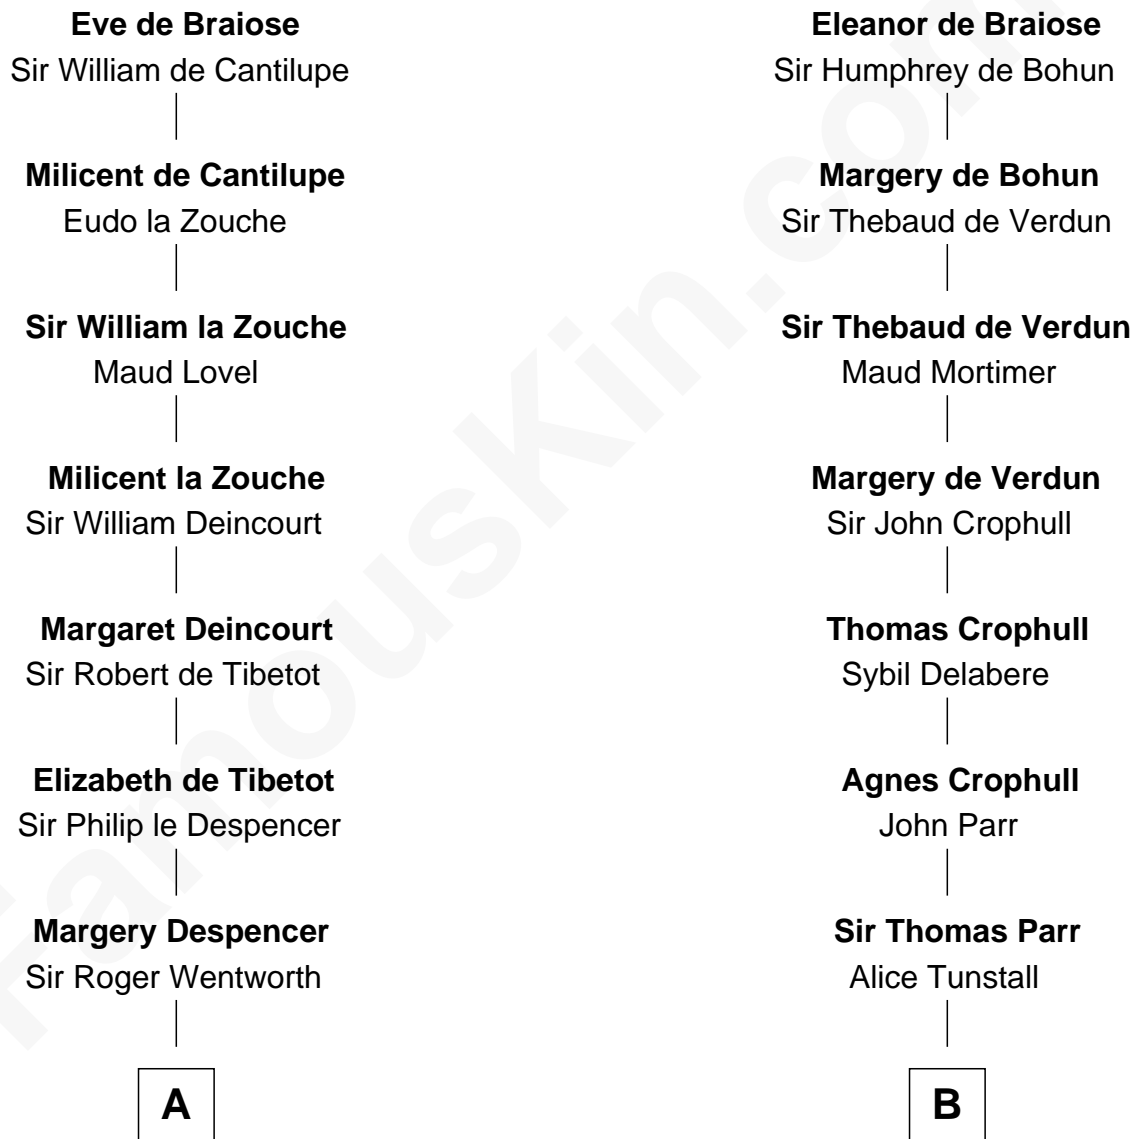 Eve de Braiose
Sir William de Cantilupe
Milicent de Cantilupe
Eudo la Zouche
Sir William la Zouche
Maud Lovel
Milicent la Zouche
Sir William Deincourt
Margaret Deincourt
Sir Robert de Tibetot
Elizabeth de Tibetot
Sir Philip le Despencer
Margery Despencer
Sir Roger Wentworth
A
Eleanor de Braiose
Sir Humphrey de Bohun
Margery de Bohun
Sir Thebaud de Verdun
Sir Thebaud de Verdun
Maud Mortimer
Margery de Verdun
Sir John Crophull
Thomas Crophull
Sybil Delabere
Agnes Crophull
John Parr
Sir Thomas Parr
Alice Tunstall
B
FamousKin.com